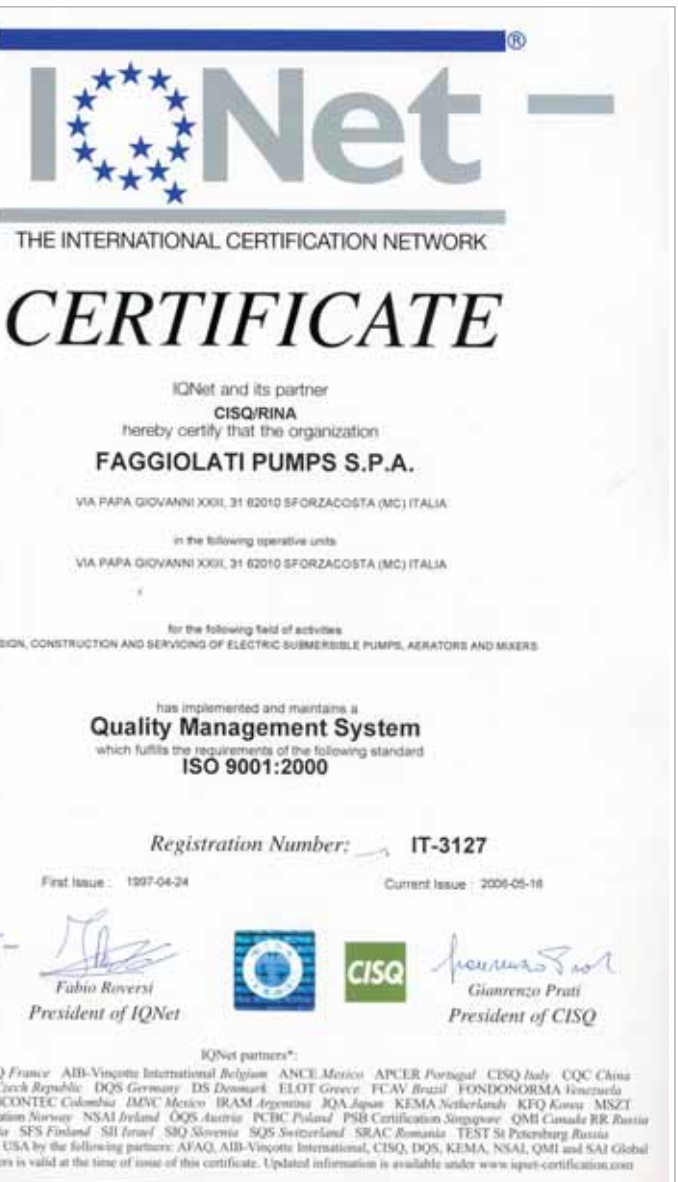 ®
IQNet
THE INTERNATIONAL CERTIFICATION NETWORK
CERTIFICATE
IQNet and its partner
CISQ/RINA
hereby certify that the organization
FAGGIOLATI PUMPS S.P.A.
VIA PAPA GIOVANNI XXIII, 31 62010 SFORZACOSTA (MC) ITALIA
in the following operative units
VIA PAPA GIOVANNI XXIII, 31 62010 SFORZACOSTA (MC) ITALIA
for the following field of activities
SIGN, CONSTRUCTION AND SERVICING OF ELECTRIC SUBMERSIBLE PUMPS, AERATORS AND MIXERS
has implemented and maintains a
Quality Management System
which fulfills the requirements of the following standard
ISO 9001:2000
Registration Number: IT-3127
First Issue : 1997-04-24 Current Issue : 2006-05-16
CISQ
Fabio Roversi Gianrenzo Prati
President of IQNet President of CISQ
IQNet partners*:
Q France AIB-Vinçotte International Belgium ANCE Mexico APCER Portugal CISQ Italy CQC China
Czech Republic DQS Germany DS Denmark ELOT Greece FCAV Brazil FONDONORMA Venezuela
ICONTEC Colombia IMNC Mexico IRAM Argentina JQA Japan KEMA Netherlands KFQ Korea MSZT
ation Norway NSAI Ireland ÖQS Austria PCBC Poland PSB Certification Singapore QMI Canada RR Russia
ia SFS Finland SII Israel SIQ Slovenia SQS Switzerland SRAC Romania TEST St Petersburg Russia
USA by the following partners: AFAQ, AIB-Vinçotte International, CISQ, DQS, KEMA, NSAI, QMI and SAI Global
ers is valid at the time of issue of this certificate. Updated information is available under www.iqnet-certification.com